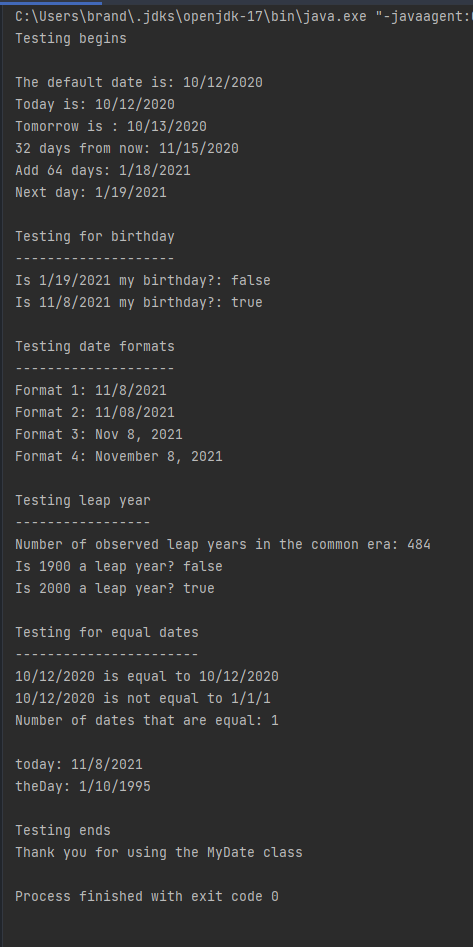 C:\Users\brand\.jdks\openjdk-17\bin\java.exe "-javaagent:
Testing begins
The default date is: 10/12/2020
Today is: 10/12/2020
Tomorrow is : 10/13/2020
32 days from now: 11/15/2020
Add 64 days: 1/18/2021
Next day: 1/19/2021
Testing for birthday
--------------------
Is 1/19/2021 my birthday?: false
Is 11/8/2021 my birthday?: true
Testing date formats
--------------------
Format 1: 11/8/2021
Format 2: 11/08/2021
Format 3: Nov 8, 2021
Format 4: November 8, 2021
Testing leap year
-----------------
Number of observed leap years in the common era: 484
Is 1900 a leap year? false
Is 2000 a leap year? true
Testing for equal dates
-----------------------
10/12/2020 is equal to 10/12/2020
10/12/2020 is not equal to 1/1/1
Number of dates that are equal: 1
today: 11/8/2021
theDay: 1/10/1995
Testing ends
Thank you for using the MyDate class
Process finished with exit code 0